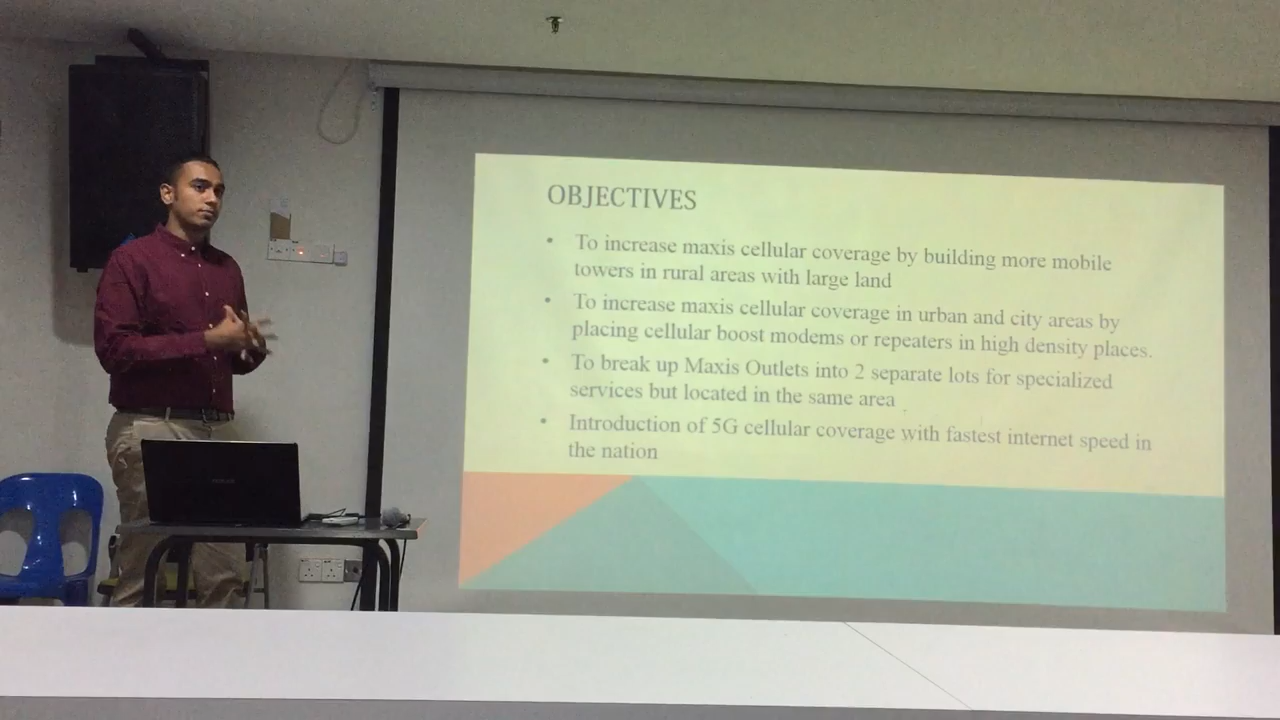 OBJECTIVES
• To increase maxis cellular coverage by building more mobile
towers in rural areas with large land
• To increase maxis cellular coverage in urban and city areas by
placing cellular boost modems or repeaters in high density places.
• To break up Maxis Outlets into 2 separate lots for specialized
services but located in the same area
• Introduction of 5G cellular coverage with fastest internet speed in
the nation